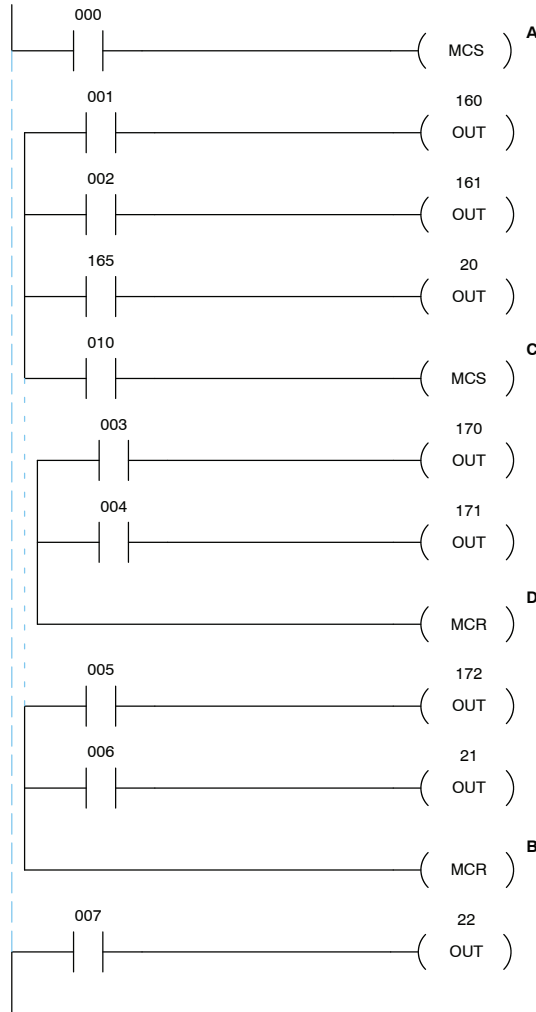 000
MCS A
001 160
OUT
002 161
OUT
165 20
OUT
010 C
MCS
003 170
OUT
004 171
OUT
D
MCR
005 172
OUT
006 21
OUT
B
MCR
007 22
OUT